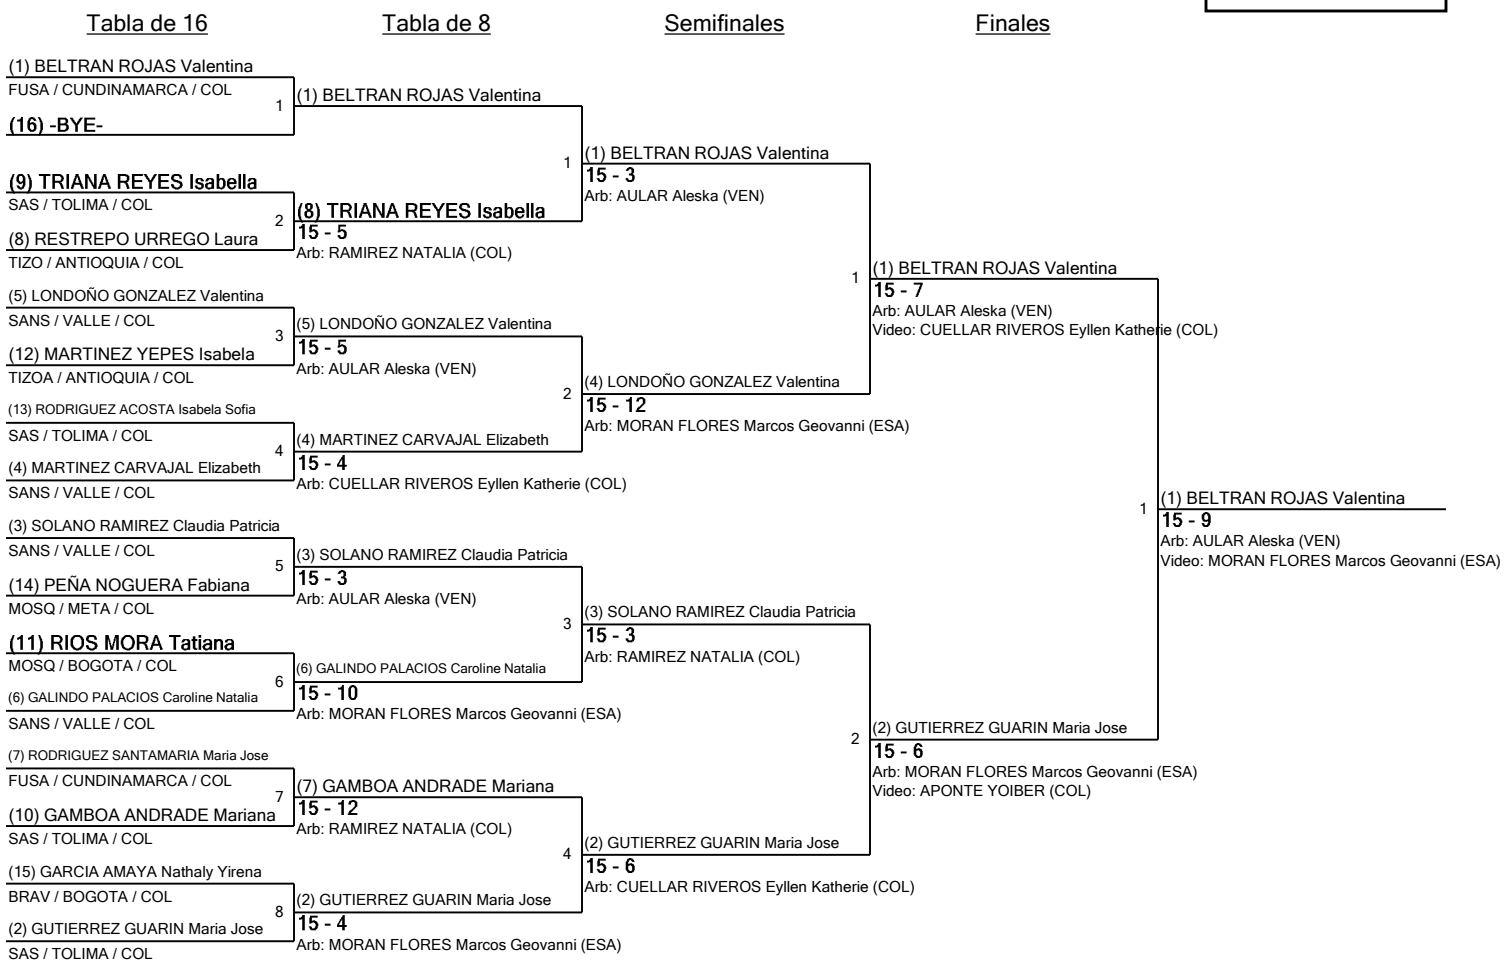 Tabla de 16
Tabla de 8
Semifinales
Finales
(1) BELTRAN ROJAS Valentina
FUSA / CUNDINAMARCA / COL
1
(16) -BYE-
(9) TRIANA REYES Isabella
SAS / TOLIMA / COL
2
(8) RESTREPO URREGO Laura
TIZO / ANTIOQUIA / COL
(5) LONDOÑO GONZALEZ Valentina
SANS / VALLE / COL
3
(12) MARTINEZ YEPES Isabela
TIZOA / ANTIOQUIA / COL
(13) RODRIGUEZ ACOSTA Isabela Sofia
SAS / TOLIMA / COL
4
(4) MARTINEZ CARVAJAL Elizabeth
SANS / VALLE / COL
(3) SOLANO RAMIREZ Claudia Patricia
SANS / VALLE / COL
5
(14) PEÑA NOGUERA Fabiana
MOSQ / META / COL
(11) RIOS MORA Tatiana
MOSQ / BOGOTA / COL
6
(6) GALINDO PALACIOS Caroline Natalia
SANS / VALLE / COL
(7) RODRIGUEZ SANTAMARIA Maria Jose
FUSA / CUNDINAMARCA / COL
7
(10) GAMBOA ANDRADE Mariana
SAS / TOLIMA / COL
(15) GARCIA AMAYA Nathaly Yirena
BRAV / BOGOTA / COL
8
(2) GUTIERREZ GUARIN Maria Jose
SAS / TOLIMA / COL
(1) BELTRAN ROJAS Valentina
1
(8) TRIANA REYES Isabella
15 - 5
Arb: RAMIREZ NATALIA (COL)
(5) LONDOÑO GONZALEZ Valentina
15 - 5
Arb: AULAR Aleska (VEN)
2
(4) MARTINEZ CARVAJAL Elizabeth
15 - 4
Arb: CUELLAR RIVEROS Eyllen Katherie (COL)
(3) SOLANO RAMIREZ Claudia Patricia
15 - 3
Arb: AULAR Aleska (VEN)
3
(6) GALINDO PALACIOS Caroline Natalia
15 - 10
Arb: MORAN FLORES Marcos Geovanni (ESA)
(7) GAMBOA ANDRADE Mariana
15 - 12
Arb: RAMIREZ NATALIA (COL)
4
(2) GUTIERREZ GUARIN Maria Jose
15 - 4
Arb: MORAN FLORES Marcos Geovanni (ESA)
(1) BELTRAN ROJAS Valentina
15 - 3
Arb: AULAR Aleska (VEN)
1
(4) LONDOÑO GONZALEZ Valentina
15 - 12
Arb: MORAN FLORES Marcos Geovanni (ESA)
(3) SOLANO RAMIREZ Claudia Patricia
15 - 3
Arb: RAMIREZ NATALIA (COL)
2
(2) GUTIERREZ GUARIN Maria Jose
15 - 6
Arb: CUELLAR RIVEROS Eyllen Katherie (COL)
(1) BELTRAN ROJAS Valentina
15 - 7
Arb: AULAR Aleska (VEN)
Video: CUELLAR RIVEROS Eyllen Katherie (COL)
1
(2) GUTIERREZ GUARIN Maria Jose
15 - 6
Arb: MORAN FLORES Marcos Geovanni (ESA)
Video: APONTE YOIBER (COL)
(1) BELTRAN ROJAS Valentina
15 - 9
Arb: AULAR Aleska (VEN)
Video: MORAN FLORES Marcos Geovanni (ESA)